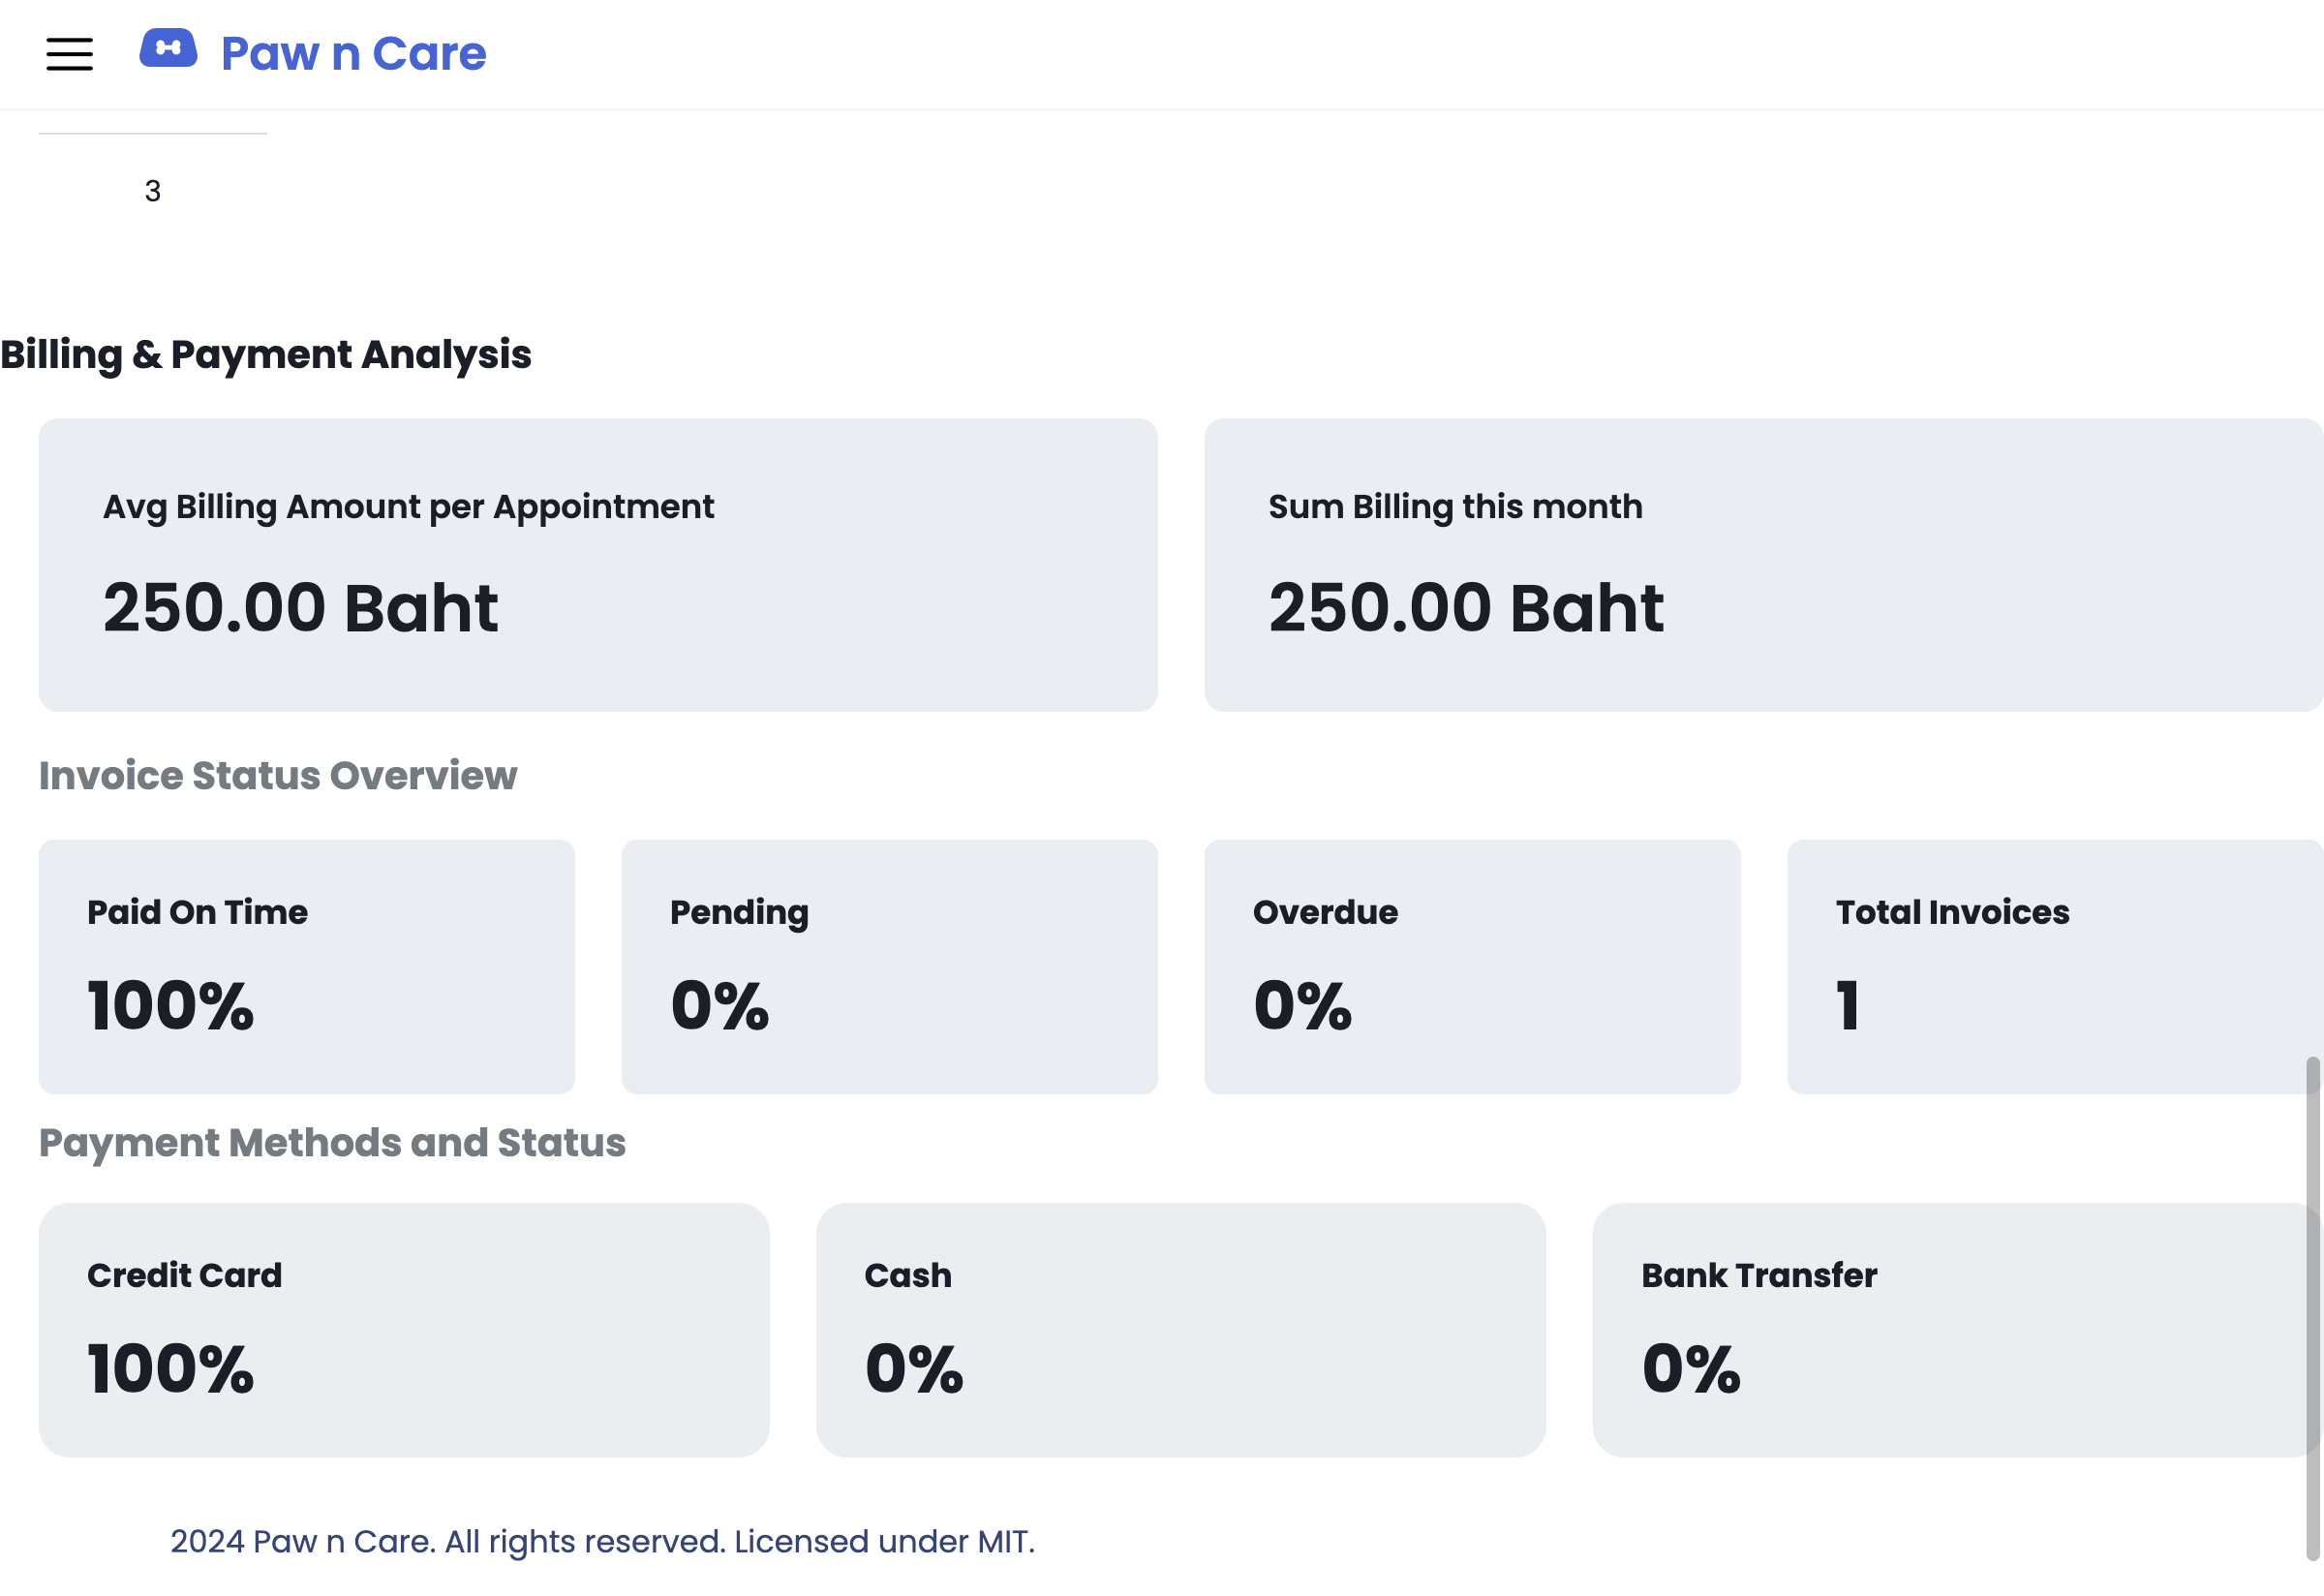 Paw n Care
3
Billing & Payment Analysis
Avg Billing Amount per Appointment
250.00 Baht
Sum Billing this month
250.00 Baht
Invoice Status Overview
Paid On Time
100%
Pending
0%
Overdue
0%
Total Invoices
1
Payment Methods and Status
Credit Card
100%
Cash
0%
Bank Transfer
0%
2024 Paw n Care. All rights reserved. Licensed under MIT.